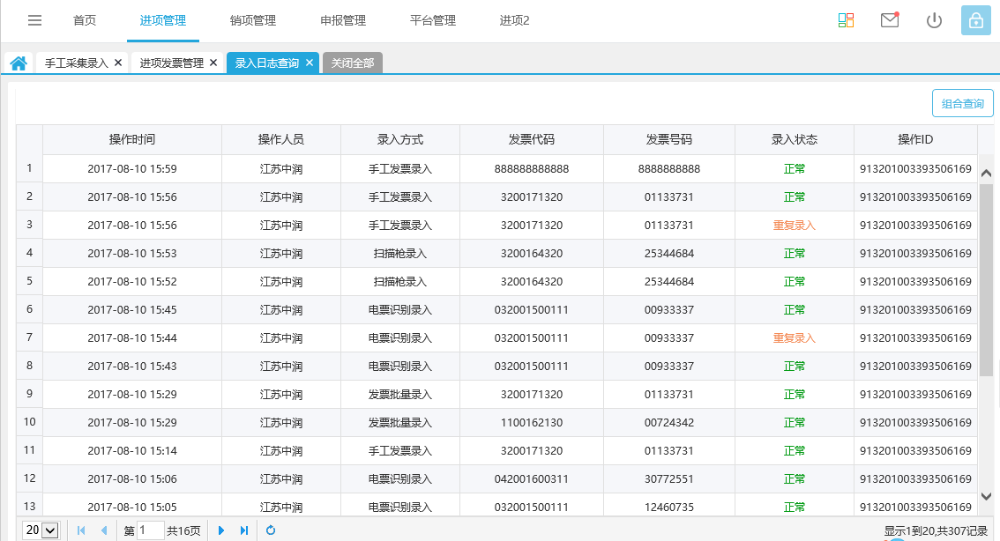 首页 进项管理 销项管理 申报管理 平台管理 进项2
手工采集录入 × 进项发票管理 × 录入日志查询 × 关闭全部
组合查询
操作时间 操作人员 录入方式 发票代码 发票号码 录入状态 操作ID
1 2017-08-10 15:59 江苏中润 手工发票录入 888888888888 8888888888 正常 913201003393506169
2 2017-08-10 15:56 江苏中润 手工发票录入 3200171320 01133731 正常 913201003393506169
3 2017-08-10 15:56 江苏中润 手工发票录入 3200171320 01133731 重复录入 913201003393506169
4 2017-08-10 15:53 江苏中润 扫描枪录入 3200164320 25344684 正常 913201003393506169
5 2017-08-10 15:52 江苏中润 扫描枪录入 3200164320 25344684 正常 913201003393506169
6 2017-08-10 15:45 江苏中润 电票识别录入 032001500111 00933337 正常 913201003393506169
7 2017-08-10 15:44 江苏中润 电票识别录入 032001500111 00933337 重复录入 913201003393506169
8 2017-08-10 15:43 江苏中润 电票识别录入 032001500111 00933337 正常 913201003393506169
9 2017-08-10 15:29 江苏中润 发票批量录入 3200171320 01133731 正常 913201003393506169
10 2017-08-10 15:29 江苏中润 发票批量录入 1100162130 00724342 正常 913201003393506169
11 2017-08-10 15:14 江苏中润 手工发票录入 3200171320 01133731 正常 913201003393506169
12 2017-08-10 15:06 江苏中润 电票识别录入 042001600311 30772551 正常 913201003393506169
13 2017-08-10 15:05 江苏中润 电票识别录入 032001500111 12460735 正常 913201003393506169
20 第 1 共16页 显示1到20,共307记录